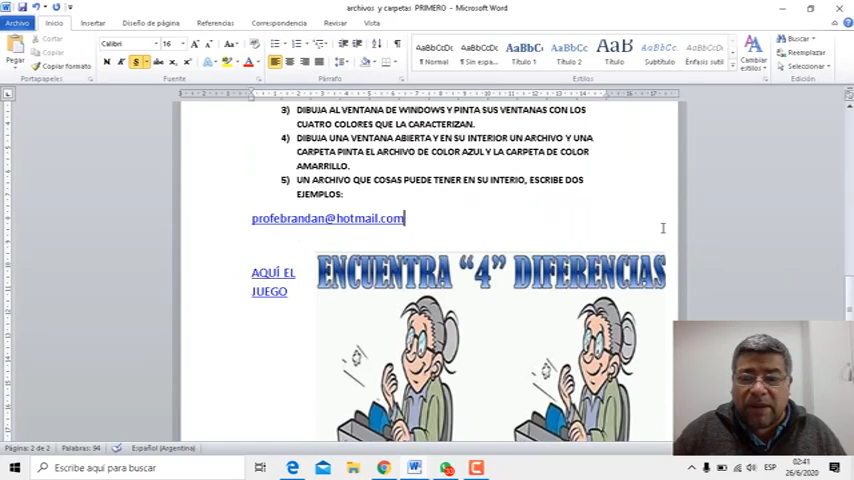 archivos y carpetas PRIMERO - Microsoft Word
Archivo Inicio Insertar Diseño de página Referencias Correspondencia Revisar Vista
Cortar
Copiar
Copiar formato
Pegar
Portapapeles
Calibri 16
Fuente
Párrafo
AaBbCcDc AaBbCcDc AaBbCc AaBbCc AaB AaBbCc. AaBbCcDc
¶ Normal ¶ Sin espa... Título 1 Título 2 Título Subtítulo Énfasis sutil
Estilos
Cambiar estilos
Buscar
Reemplazar
Seleccionar
Edición
3) DIBUJA AL VENTANA DE WINDOWS Y PINTA SUS VENTANAS CON LOS
CUATRO COLORES QUE LA CARACTERIZAN.
4) DIBUJA UNA VENTANA ABIERTA Y EN SU INTERIOR UN ARCHIVO Y UNA
CARPETA PINTA EL ARCHIVO DE COLOR AZUL Y LA CARPETA DE COLOR
AMARRILLO.
5) UN ARCHIVO QUE COSAS PUEDE TENER EN SU INTERIO, ESCRIBE DOS
EJEMPLOS:
profebrandan@hotmail.com
AQUÍ EL
JUEGO
ENCUENTRA “4” DIFERENCIAS
Página: 2 de 2 Palabras: 94 Español (Argentina)
Escribe aquí para buscar
ESP
02:41
26/6/2020